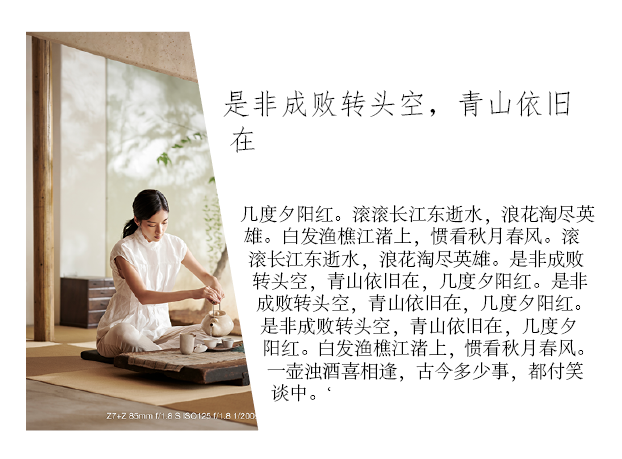 是非成败转头空，青山依旧
在
几度夕阳红。滚滚长江东逝水，浪花淘尽英
雄。白发渔樵江渚上，惯看秋月春风。滚
滚长江东逝水，浪花淘尽英雄。是非成败
转头空，青山依旧在，几度夕阳红。是非
成败转头空，青山依旧在，几度夕阳红。
是非成败转头空，青山依旧在，几度夕
阳红。白发渔樵江渚上，惯看秋月春风。
一壶浊酒喜相逢，古今多少事，都付笑
谈中。‘
Z7+Z 85mm f/1.8 S ISO125 f/1.8 1/200